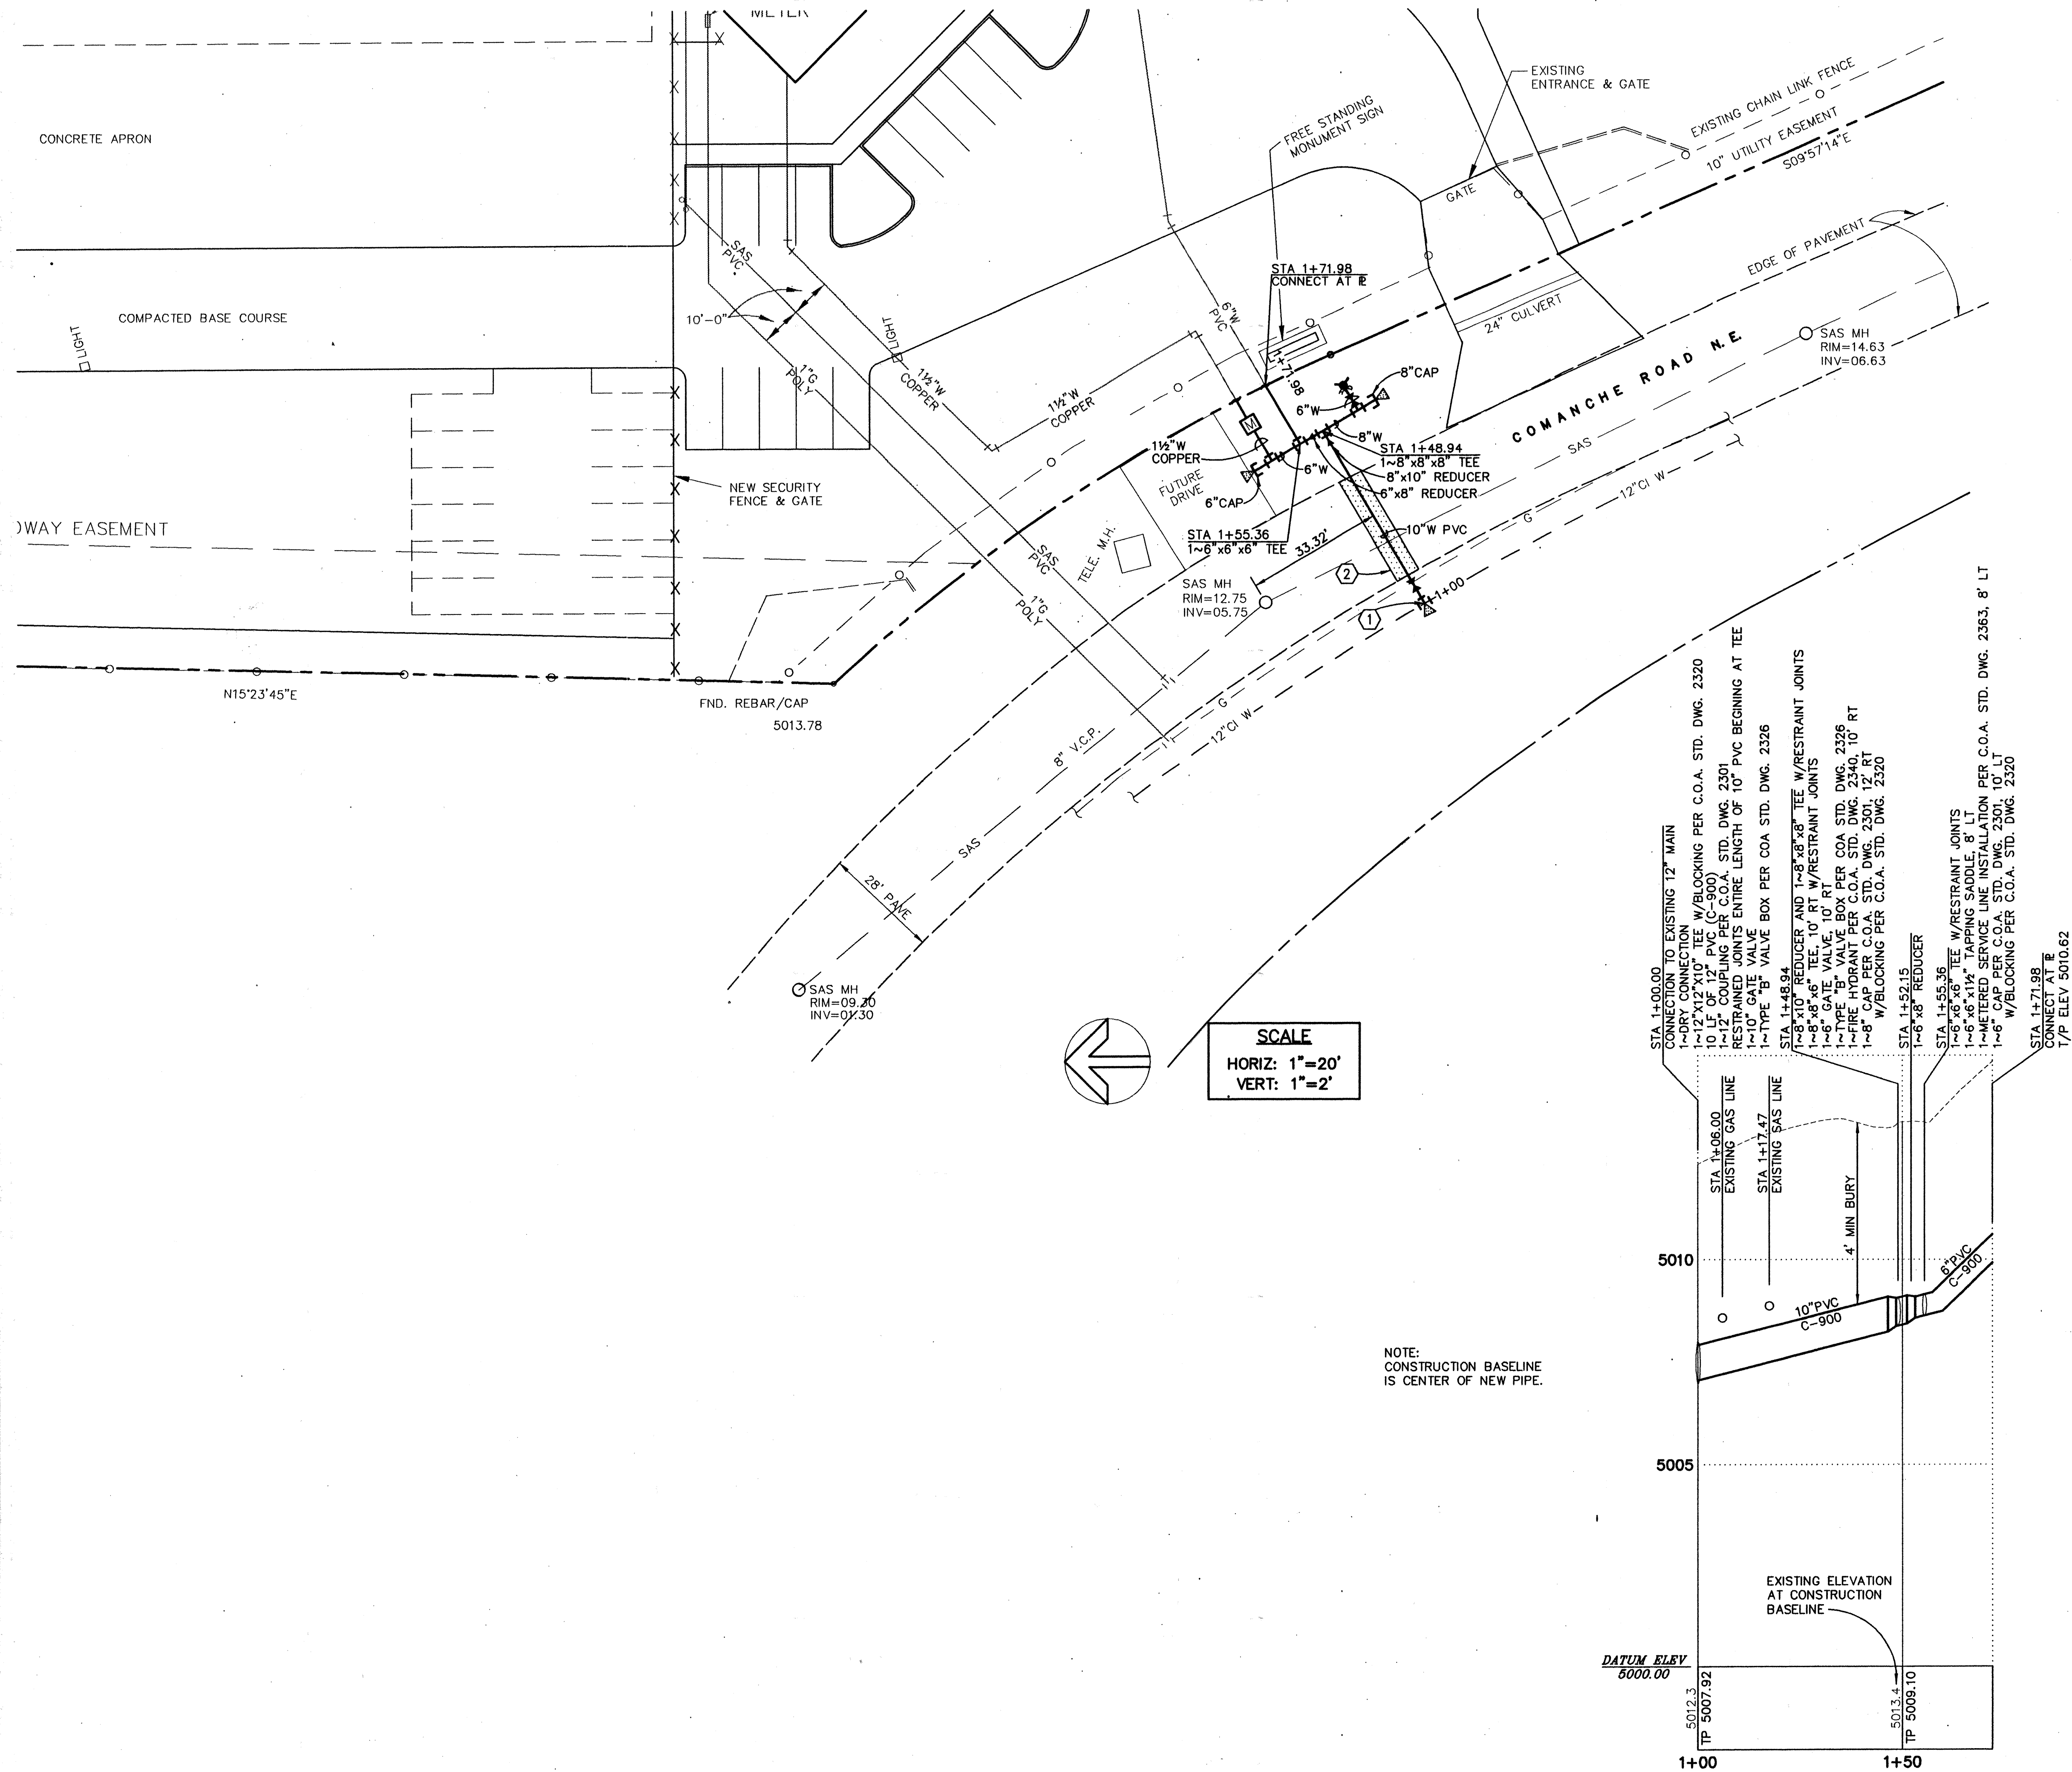 METER
CONCRETE APRON
COMPACTED BASE COURSE
LIGHT
10'-0"
SAS
PVC
1"G
POLY
LIGHT
1½"W
COPPER
1½"W
COPPER
NEW SECURITY
FENCE & GATE
WAY EASEMENT
N15°23'45"E
FND. REBAR/CAP
5013.78
SAS
PVC
1"G
POLY
EXISTING
ENTRANCE & GATE
FREE STANDING
MONUMENT SIGN
EXISTING CHAIN LINK FENCE
10" UTILITY EASEMENT
S09°57'14"E
GATE
EDGE OF PAVEMENT
24" CULVERT
6"W
PVC
STA 1+71.98
CONNECT AT ⅊
1+71.98
8"CAP
6"W
8"W
M
1½"W
COPPER
6"W
6"CAP
FUTURE
DRIVE
STA 1+48.94
1~8"x8"x8" TEE
8"x10" REDUCER
6"x8" REDUCER
STA 1+55.36
1~6"x6"x6" TEE
33.32'
10"W PVC
TELE. M.H.
SAS MH
RIM=12.75
INV=05.75
2
1
1+00
COMANCHE ROAD N.E.
SAS
12"CI W
G
SAS MH
RIM=14.63
INV=06.63
G
12"CI W
8" V.C.P.
SAS
28' PAVE
SAS MH
RIM=09.30
INV=01.30
SCALE
HORIZ: 1"=20'
VERT: 1"=2'
STA 1+00.00
CONNECTION TO EXISTING 12" MAIN
1~DRY CONNECTION
1~12"X12"X10" TEE W/BLOCKING PER C.O.A. STD. DWG. 2320
10 LF OF 12" PVC (C-900)
1~12" COUPLING PER C.O.A. STD. DWG. 2301
RESTRAINED JOINTS ENTIRE LENGTH OF 10" PVC BEGINING AT TEE
1~10" GATE VALVE
1~TYPE "B" VALVE BOX PER COA STD. DWG. 2326
STA 1+48.94
1~8"x10" REDUCER AND 1~8"x8"x8" TEE W/RESTRAINT JOINTS
1~8"x8"x6" TEE, 10' RT W/RESTRAINT JOINTS
1~6" GATE VALVE, 10' RT
1~TYPE "B" VALVE BOX PER COA STD. DWG. 2326
1~FIRE HYDRANT PER C.O.A. STD. DWG. 2340, 10' RT
1~8" CAP PER C.O.A. STD. DWG. 2301, 12' RT
W/BLOCKING PER C.O.A. STD. DWG. 2320
STA 1+52.15
1~6"x8" REDUCER
STA 1+55.36
1~6"x6"x6" TEE W/RESTRAINT JOINTS
1~6"x6"x1½" TAPPING SADDLE, 8' LT
1~METERED SERVICE LINE INSTALLATION PER C.O.A. STD. DWG. 2363, 8' LT
1~6" CAP PER C.O.A. STD. DWG. 2301, 10' LT
W/BLOCKING PER C.O.A. STD. DWG. 2320
STA 1+71.98
CONNECT AT ⅊
T/P ELEV 5010.62
STA 1+06.00
EXISTING GAS LINE
STA 1+17.47
EXISTING SAS LINE
4' MIN BURY
5010
10"PVC
C-900
6"PVC
C-900
NOTE:
CONSTRUCTION BASELINE
IS CENTER OF NEW PIPE.
5005
EXISTING ELEVATION
AT CONSTRUCTION
BASELINE
DATUM ELEV
5000.00
5012.3
TP 5007.92
5013.4
TP 5009.10
1+00
1+50